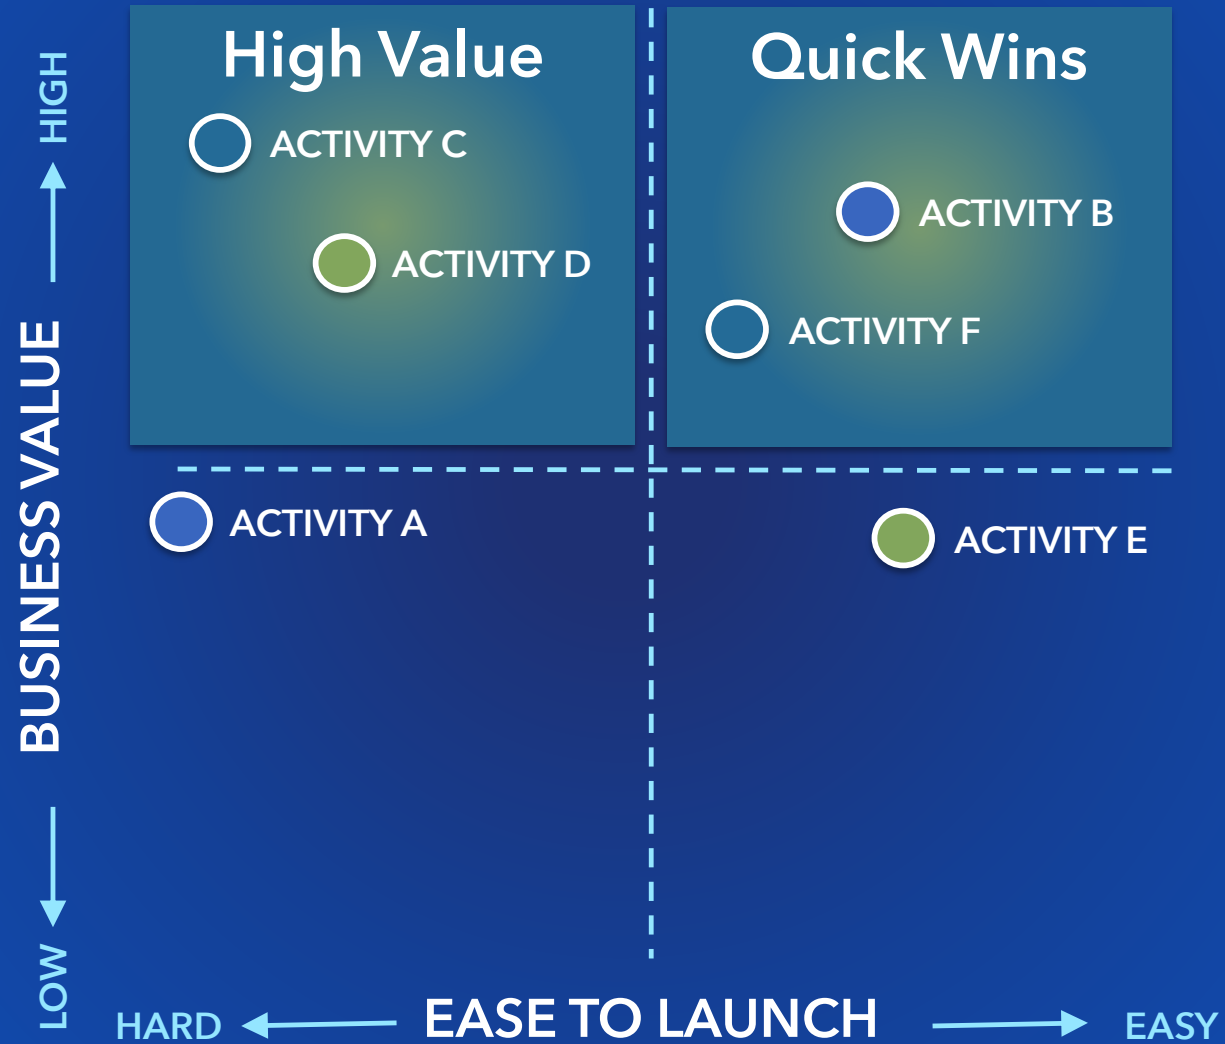 High Value
Quick Wins
HIGH
ACTIVITY C
ACTIVITY B
ACTIVITY D
ACTIVITY F
BUSINESS VALUE
ACTIVITY A
ACTIVITY E
LOW
HARD
EASE TO LAUNCH
EASY